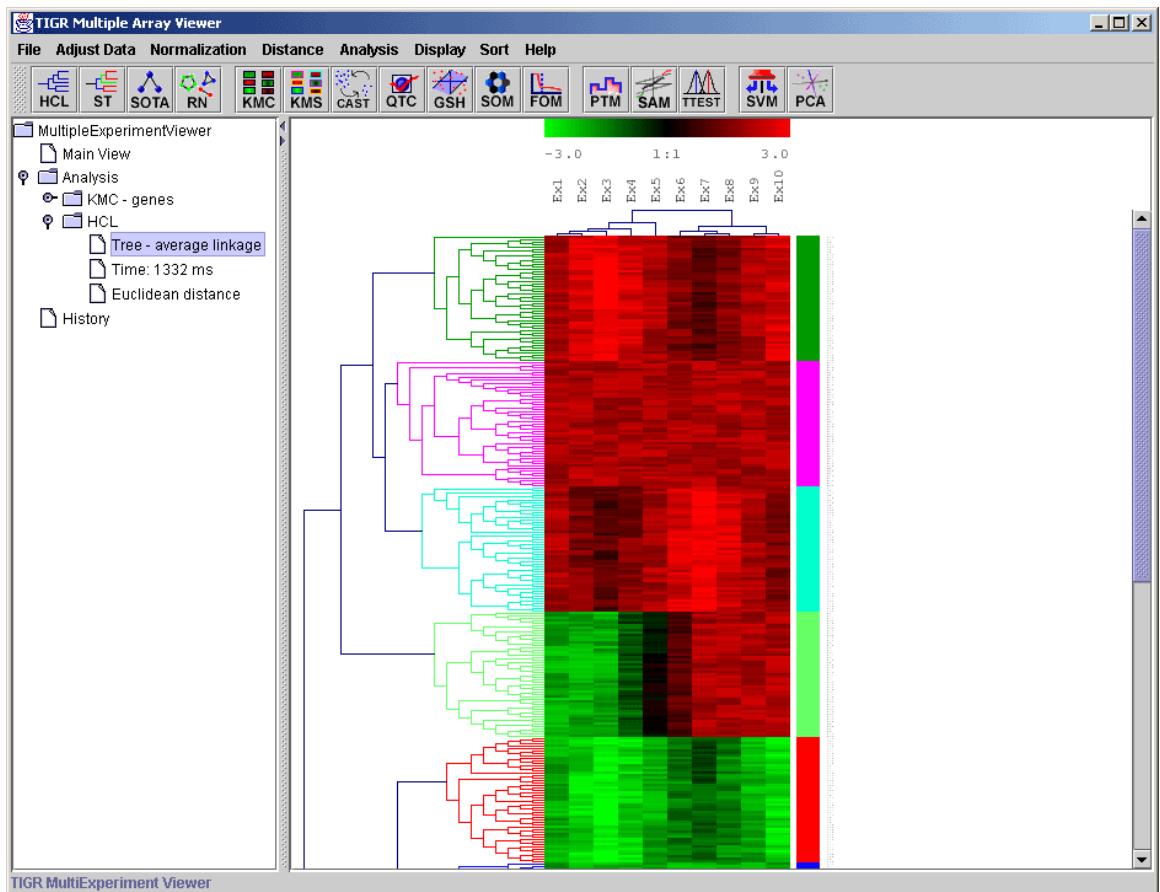 TIGR Multiple Array Viewer
File Adjust Data Normalization Distance Analysis Display Sort Help
HCL ST SOTA RN KMC KMS CAST QTC GSH SOM FOM PTM SAM TTEST SVM PCA
MultipleExperimentViewer
Main View
Analysis
KMC - genes
HCL
Tree - average linkage
Time: 1332 ms
Euclidean distance
History
-3.0 1:1 3.0
Ex1 Ex2 Ex3 Ex4 Ex5 Ex6 Ex7 Ex8 Ex9 Ex10
TIGR MultiExperiment Viewer